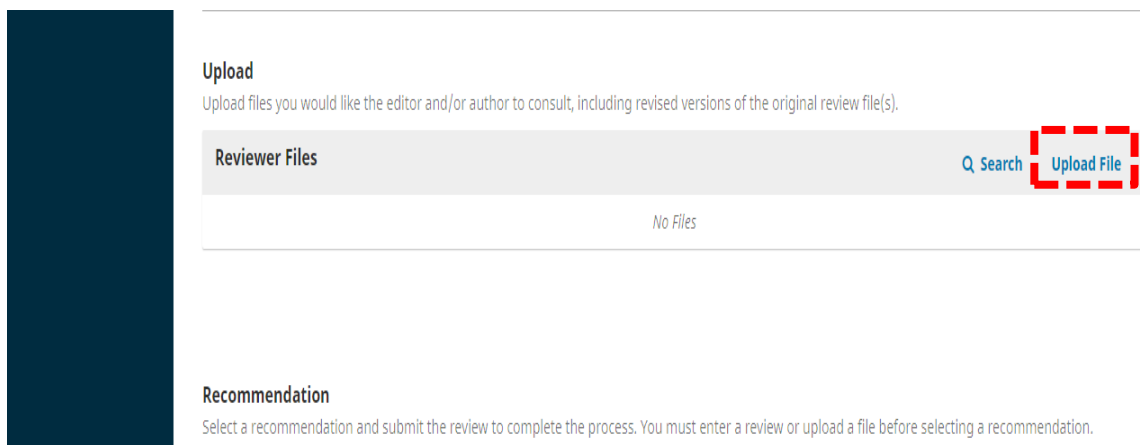 Upload
Upload files you would like the editor and/or author to consult, including revised versions of the original review file(s).
Reviewer Files
Search
Upload File
No Files
Recommendation
Select a recommendation and submit the review to complete the process. You must enter a review or upload a file before selecting a recommendation.